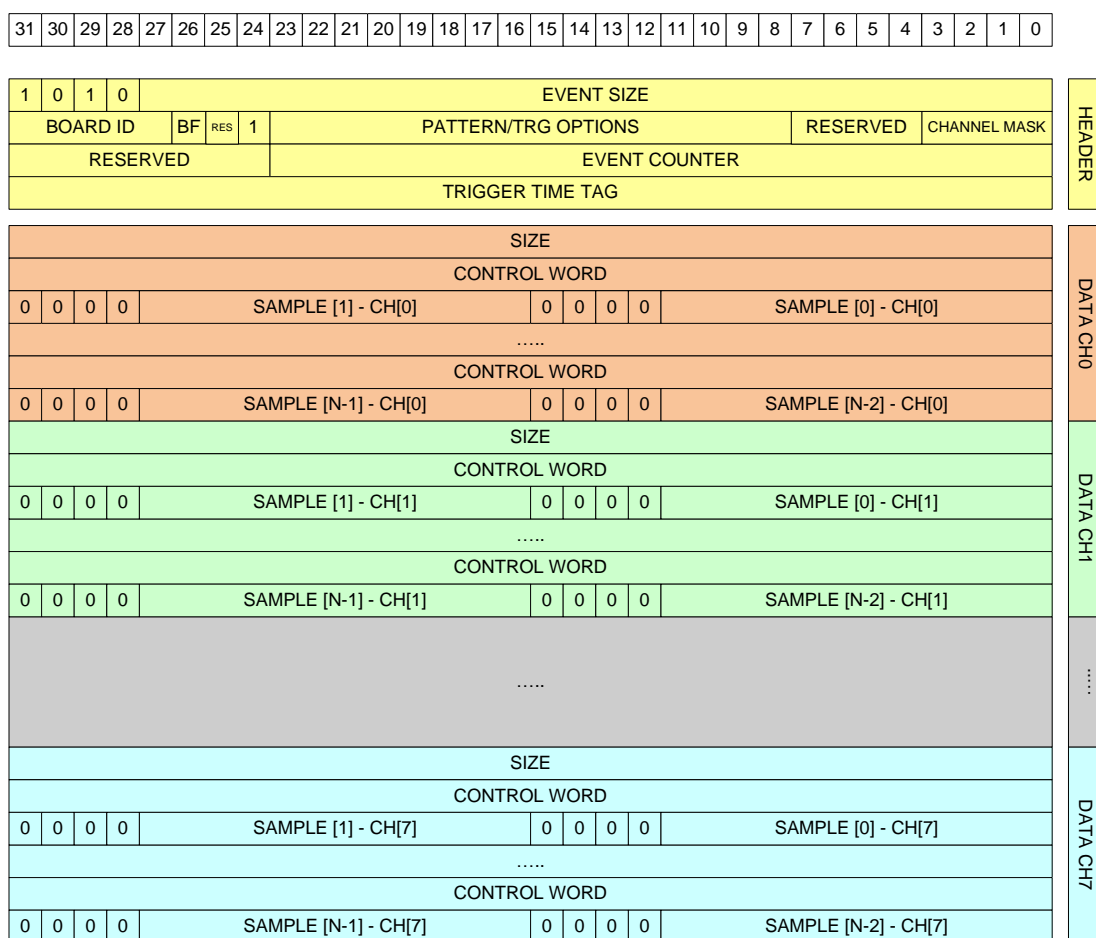 31 30 29 28 27 26 25 24 23 22 21 20 19 18 17 16 15 14 13 12 11 10 9 8 7 6 5 4 3 2 1 0
1 0 1 0 EVENT SIZE
BOARD ID BF RES 1 PATTERN/TRG OPTIONS RESERVED CHANNEL MASK
RESERVED EVENT COUNTER
TRIGGER TIME TAG
HEADER
SIZE
CONTROL WORD
0 0 0 0 SAMPLE [1] - CH[0] 0 0 0 0 SAMPLE [0] - CH[0]
…..
CONTROL WORD
0 0 0 0 SAMPLE [N-1] - CH[0] 0 0 0 0 SAMPLE [N-2] - CH[0]
DATA CH0
SIZE
CONTROL WORD
0 0 0 0 SAMPLE [1] - CH[1] 0 0 0 0 SAMPLE [0] - CH[1]
…..
CONTROL WORD
0 0 0 0 SAMPLE [N-1] - CH[1] 0 0 0 0 SAMPLE [N-2] - CH[1]
DATA CH1
…..
…..
SIZE
CONTROL WORD
0 0 0 0 SAMPLE [1] - CH[7] 0 0 0 0 SAMPLE [0] - CH[7]
…..
CONTROL WORD
0 0 0 0 SAMPLE [N-1] - CH[7] 0 0 0 0 SAMPLE [N-2] - CH[7]
DATA CH7